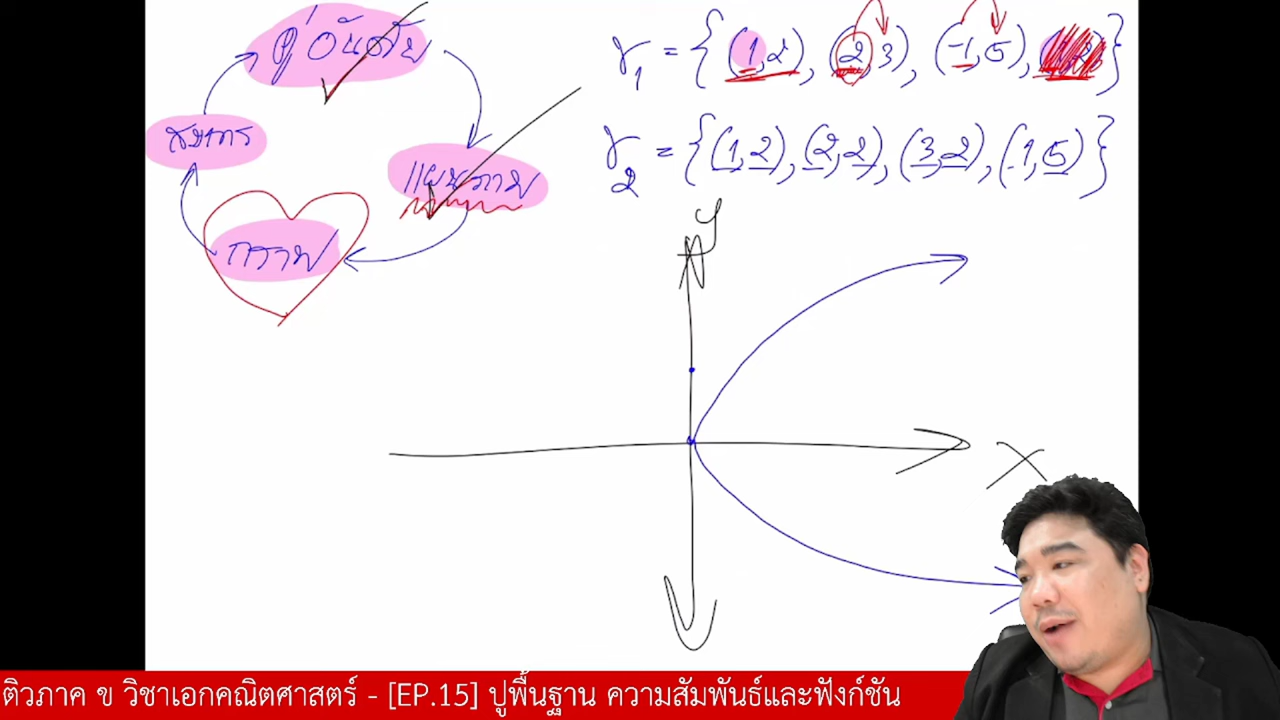 คู่อันดับ
แผนภาพ
กราฟ
สมการ
r₁ = {(1,2), (2,3), (-1,5),
r₂ = {(1,2), (2,2), (3,2), (-1,5)}
y
x
ติวภาค ข วิชาเอกคณิตศาสตร์ - [EP.15] ปูพื้นฐาน ความสัมพันธ์และฟังก์ชัน